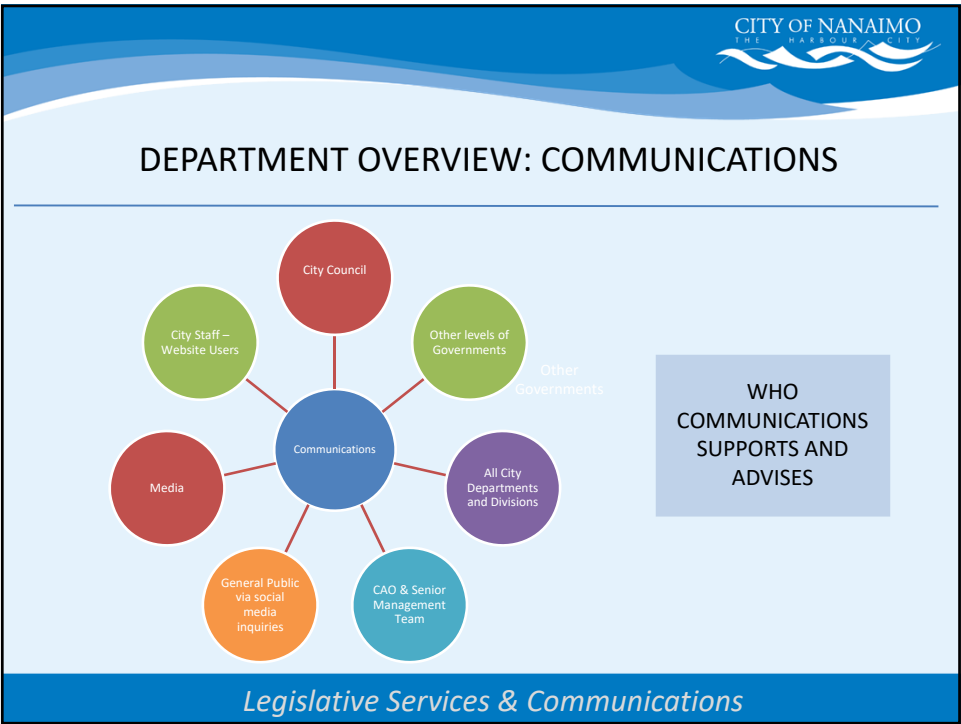 CITY OF NANAIMO
THE HARBOUR CITY
DEPARTMENT OVERVIEW: COMMUNICATIONS
City Council
City Staff –
Website Users
Other levels of
Governments
Other
Governments
WHO
COMMUNICATIONS
SUPPORTS AND
ADVISES
Communications
Media
All City
Departments
and Divisions
General Public
via social
media
inquiries
CAO & Senior
Management
Team
Legislative Services & Communications